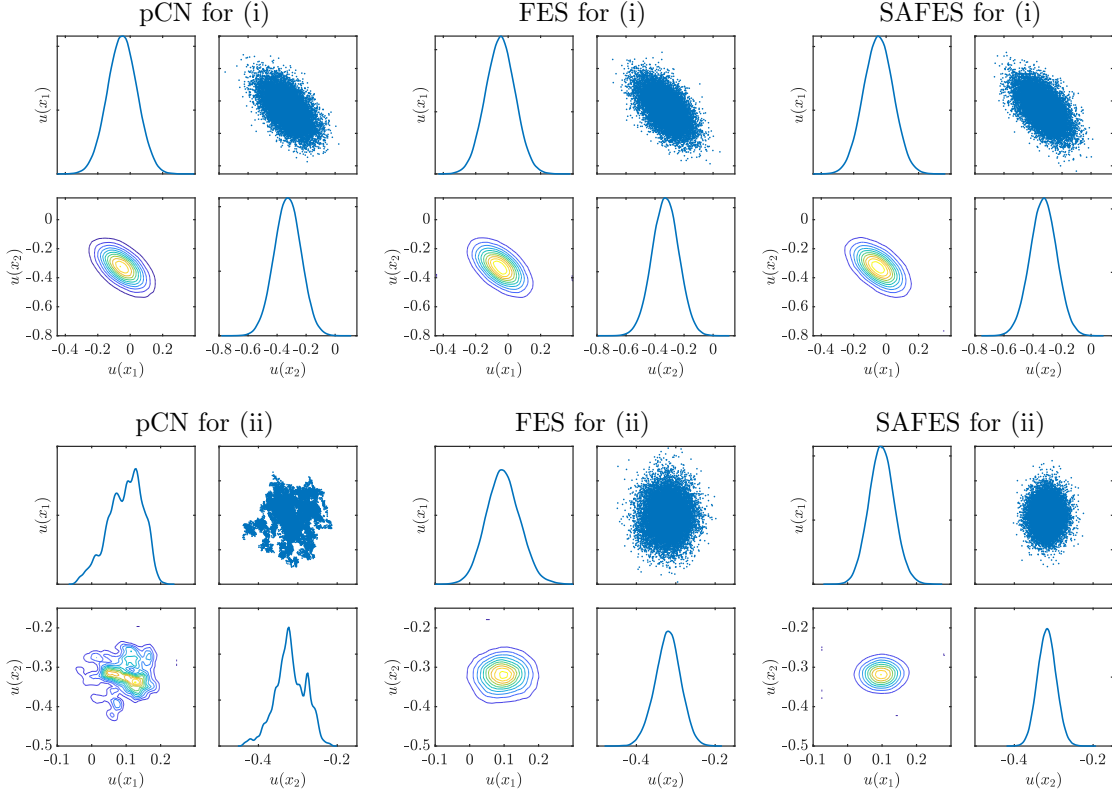 pCN for (i) FES for (i) SAFES for (i)
u(x₁) u(x₁) u(x₁)
0 0 0
−0.2 −0.2 −0.2
u(x₂) u(x₂) u(x₂)
−0.4 −0.4 −0.4
−0.6 −0.6 −0.6
−0.8 −0.8 −0.8
−0.4 −0.2 0 0.2 −0.8 −0.6 −0.4 −0.2 0 −0.4 −0.2 0 0.2 −0.8 −0.6 −0.4 −0.2 0 −0.4 −0.2 0 0.2 −0.8 −0.6 −0.4 −0.2 0
u(x₁) u(x₂) u(x₁) u(x₂) u(x₁) u(x₂)
pCN for (ii) FES for (ii) SAFES for (ii)
u(x₁) u(x₁) u(x₁)
−0.2 −0.2 −0.2
u(x₂) u(x₂) u(x₂)
−0.3 −0.3 −0.3
−0.4 −0.4 −0.4
−0.5 −0.5 −0.5
−0.1 0 0.1 0.2 −0.4 −0.2 −0.1 0 0.1 0.2 −0.4 −0.2 −0.1 0 0.1 0.2 −0.4 −0.2
u(x₁) u(x₂) u(x₁) u(x₂) u(x₁) u(x₂)